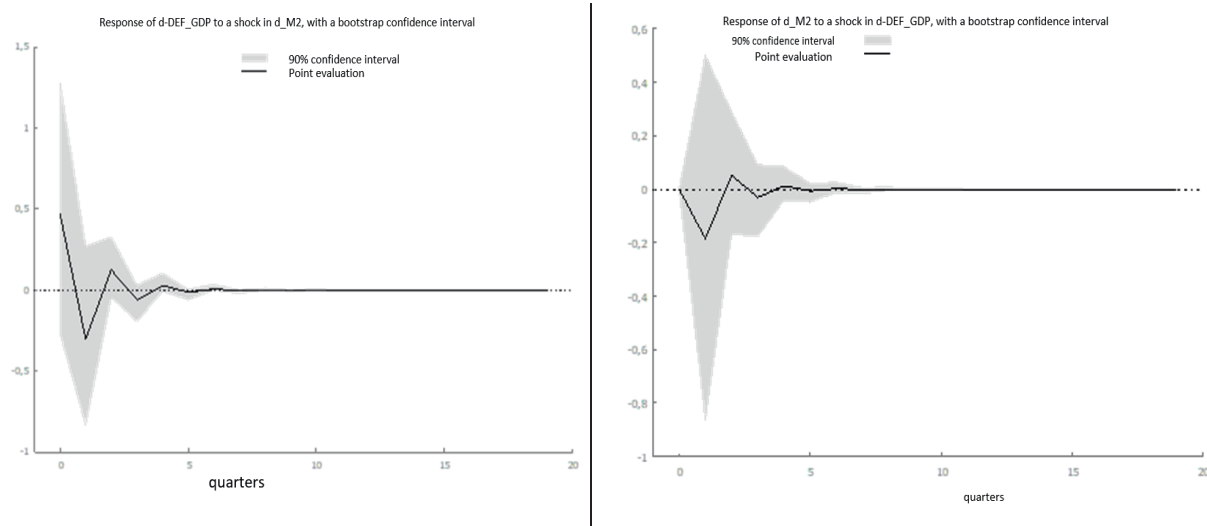 Response of d-DEF_GDP to a shock in d_M2, with a bootstrap confidence interval
1,5
90% confidence interval
Point evaluation
1
0,5
0
-0,5
-1
0 5 10 15 20
quarters
Response of d_M2 to a shock in d-DEF_GDP, with a bootstrap confidence interval
0,6
90% confidence interval
Point evaluation
0,4
0,2
0
-0,2
-0,4
-0,6
-0,8
-1
0 5 10 15 20
quarters